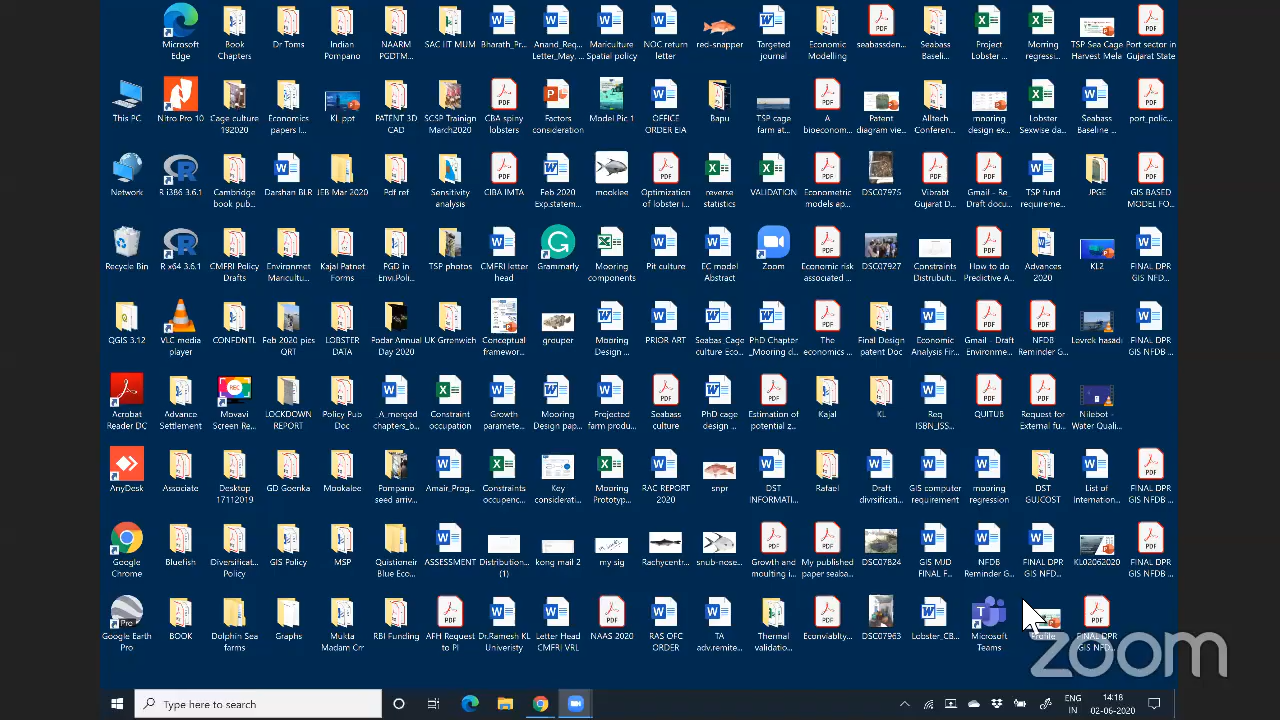 Microsoft Edge
Book Chapters
Dr Toms
Indian Pompano
NAARM PGDTM...
SAC IIT MUM
Bharath_Pr...
Anand_Req... Letter_May, ...
Mariculture Spatial policy
NOC return letter
red-snapper
Targeted journal
Economic Modelling
seabassden...
Seabass Baseli...
Project Lobster ...
Morring regressi...
TSP Sea Cage Harvest Mela
Port sector in Gujarat State
This PC
Nitro Pro 10
Cage culture 192020
Economics papers I...
KL ppt
PATENT 3D CAD
SCSP Trainign March2020
CBA spiny lobsters
Factors consideration
Model Pic 1
OFFICE ORDER EIA
Bapu
TSP cage farm at...
A bioeconom...
Patent diagram vie...
Alltech Conferen...
mooring design ex...
Lobster Sexwise da...
Seabass Baseline ...
port_polic...
Network
R i386 3.6.1
Cambridge book pub...
Darshan BLR
JEB Mar 2020
Pdf ref
Sensitivity analysis
CIBA IMTA
Feb 2020 Exp.statem...
mooklee
Optimization of lobster i...
reverse statistics
VALIDATION
Econometric models ap...
DSC07975
Vibrabt Gujarat D...
Gmail - Re_ Draft docu...
TSP fund requireme...
JPGE
GIS BASED MODEL FO...
Recycle Bin
R x64 3.6.1
CMFRI Policy Drafts
Environmet Maricultu...
Kajal Patnet Forms
PGD in Envi.Poli...
TSP photos
CMFRI letter head
Grammarly
Mooring components
Pit culture
EC model Abstract
Zoom
Economic risk associated ...
DSC07927
Constraints Distrubuti...
How to do Predictive A...
Advances 2020
KL2
FINAL DPR GIS NFD...
QGIS 3.12
VLC media player
CONFDNTL
Feb 2020 pics QRT
LOBSTER DATA
Podar Annual Day 2020
UK Grrenwich
Conceptual framewor...
grouper
Mooring Design ...
PRIOR ART
Seabas_Cage culture Eco...
PhD Chapter _Mooring d...
The economics ...
Final Design patent Doc
Economic Analysis Fir...
Gmail - Draft Environme...
NFDB Reminder G...
Levrek hasadi
FINAL DPR GIS NFD...
Acrobat Reader DC
Advance Settlement
Movavi Screen Re...
LOCKDOWN REPORT
Policy Pub Doc
_A_merged chapters_b...
Constraint occupation
Growth paramete...
Mooring Design pap...
Projected farm produ...
Seabass culture
PhD cage design ...
Estimation of potential z...
Kajal
KL
Req ISBN_ISS...
QUITUB
Request for External fu...
Nilebot - Water Quali...
AnyDesk
Associate
Desktop 17112019
GD Goenka
Mookalee
Pompano seed arriv...
Amair_Prog...
Constraints occupenc...
Key considerati...
Mooring Prototyp...
RAC REPORT 2020
snpr
DST INFORMATI...
Rafael
Draft divrsificati...
GIS computer requirement
mooring regression
DST GUJCOST
List of Internation...
FINAL DPR GIS NFDB ...
Google Chrome
Bluefish
Diversificat... Policy
GIS Policy
MSP
Quistioneir Blue Eco...
ASSESSMENT
Distribution... (1)
kong mail 2
my sig
Rachycentr...
snub-nose...
Growth and moulting i...
My published paper seaba...
DSC07824
GIS MJD FINAL F...
NFDB Reminder G...
FINAL DPR GIS NFD...
KL02062020
FINAL DPR GIS NFDB ...
Google Earth Pro
BOOK
Dolphin Sea farms
Graphs
Mukta Madam Crr
RBI Funding
AFH Request to PI
Dr.Ramesh KL Univeristy
Letter Head CMFRI VRL
NAAS 2020
RAS OFC ORDER
TA adv.remite...
Thermal validatio...
Econviablty...
DSC07963
Lobster_CB...
Microsoft Teams
Profile
FINAL DPR GIS NFD...
zoom
Type here to search
ENG IN
14:18
02-06-2020